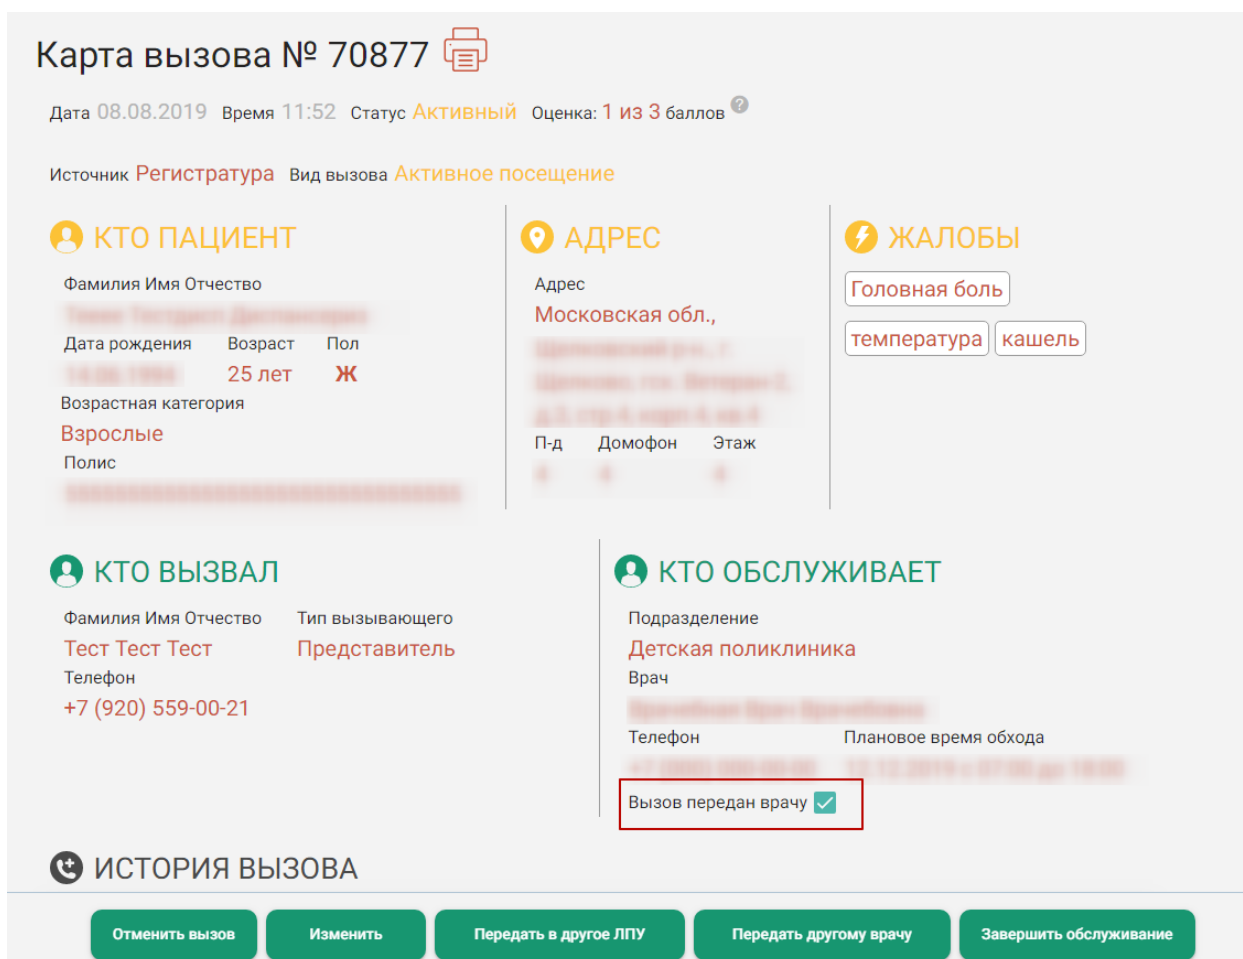 Карта вызова № 70877
Дата 08.08.2019 Время 11:52 Статус Активный Оценка: 1 из 3 баллов ?
Источник Регистратура Вид вызова Активное посещение
КТО ПАЦИЕНТ
Фамилия Имя Отчество
Дата рождения Возраст Пол
25 лет Ж
Возрастная категория
Взрослые
Полис
АДРЕС
Адрес
Московская обл.,
П-д Домофон Этаж
ЖАЛОБЫ
Головная боль
температура кашель
КТО ВЫЗВАЛ
Фамилия Имя Отчество Тип вызывающего
Тест Тест Тест Представитель
Телефон
+7 (920) 559-00-21
КТО ОБСЛУЖИВАЕТ
Подразделение
Детская поликлиника
Врач
Телефон Плановое время обхода
Вызов передан врачу
ИСТОРИЯ ВЫЗОВА
Отменить вызов Изменить Передать в другое ЛПУ Передать другому врачу Завершить обслуживание